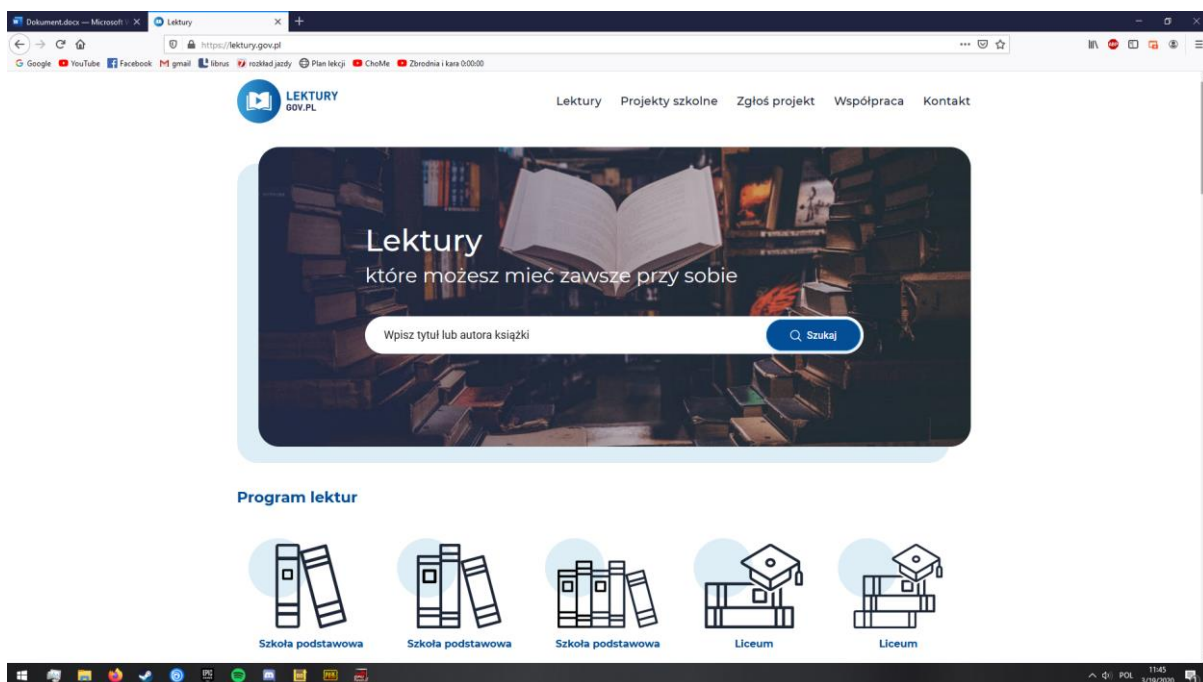 Dokument.docx — Microsoft
Lektury
https://lektury.gov.pl
Google YouTube Facebook gmail librus rozkład jazdy Plan lekcji ChoMe Zbrodnia i kara 0:00:00
LEKTURY
GOV.PL
Lektury Projekty szkolne Zgłoś projekt Współpraca Kontakt
Lektury
które możesz mieć zawsze przy sobie
Wpisz tytuł lub autora książki
Szukaj
Program lektur
Szkoła podstawowa Szkoła podstawowa Szkoła podstawowa Liceum Liceum
POL
11:45
3/19/2020